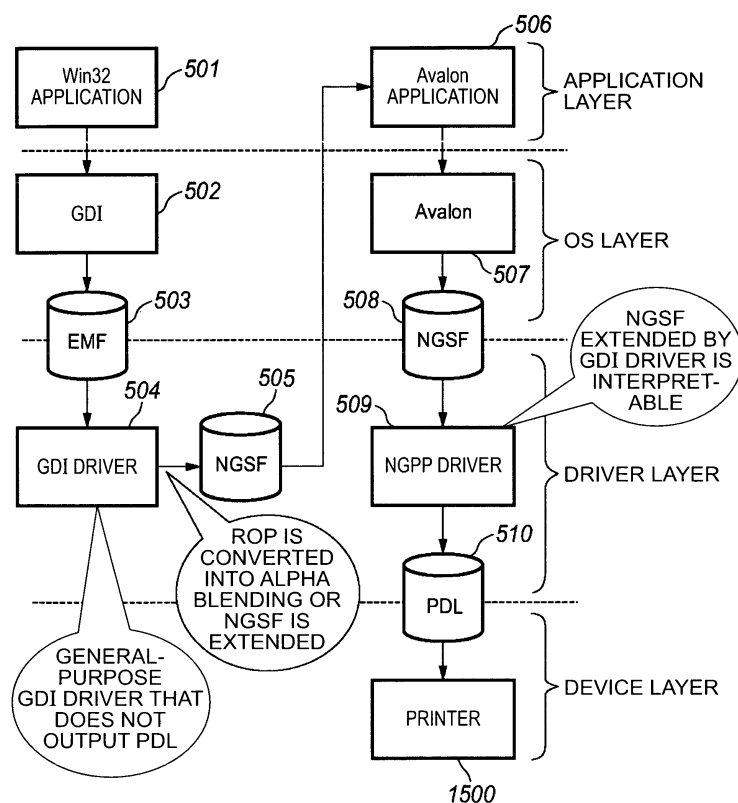 506
Win32
APPLICATION
501
Avalon
APPLICATION
APPLICATION
LAYER
GDI
502
Avalon
507
OS LAYER
EMF
503
508
NGSF
NGSF
EXTENDED BY
GDI DRIVER IS
INTERPRET-
ABLE
504
505
509
GDI DRIVER
NGSF
NGPP DRIVER
DRIVER LAYER
ROP IS
CONVERTED
INTO ALPHA
BLENDING OR
NGSF IS
EXTENDED
510
PDL
GENERAL-
PURPOSE
GDI DRIVER THAT
DOES NOT
OUTPUT PDL
PRINTER
DEVICE LAYER
1500